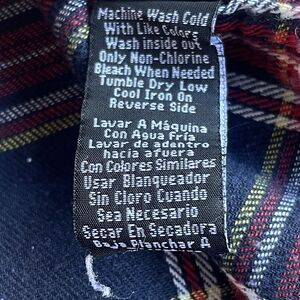 Machine Wash Cold
With Like Colors
Wash inside out
Only Non-Chlorine
Bleach When Needed
Tumble Dry Low
Cool Iron On
Reverse Side
Lavar A Máquina
Con Agua Fría
Lavar de adentro
hacia afuera
Con Colores Similares
Usar Blanqueador
Sin Cloro Cuando
Sea Necesario
Secar En Secadora
Baja Planchar A